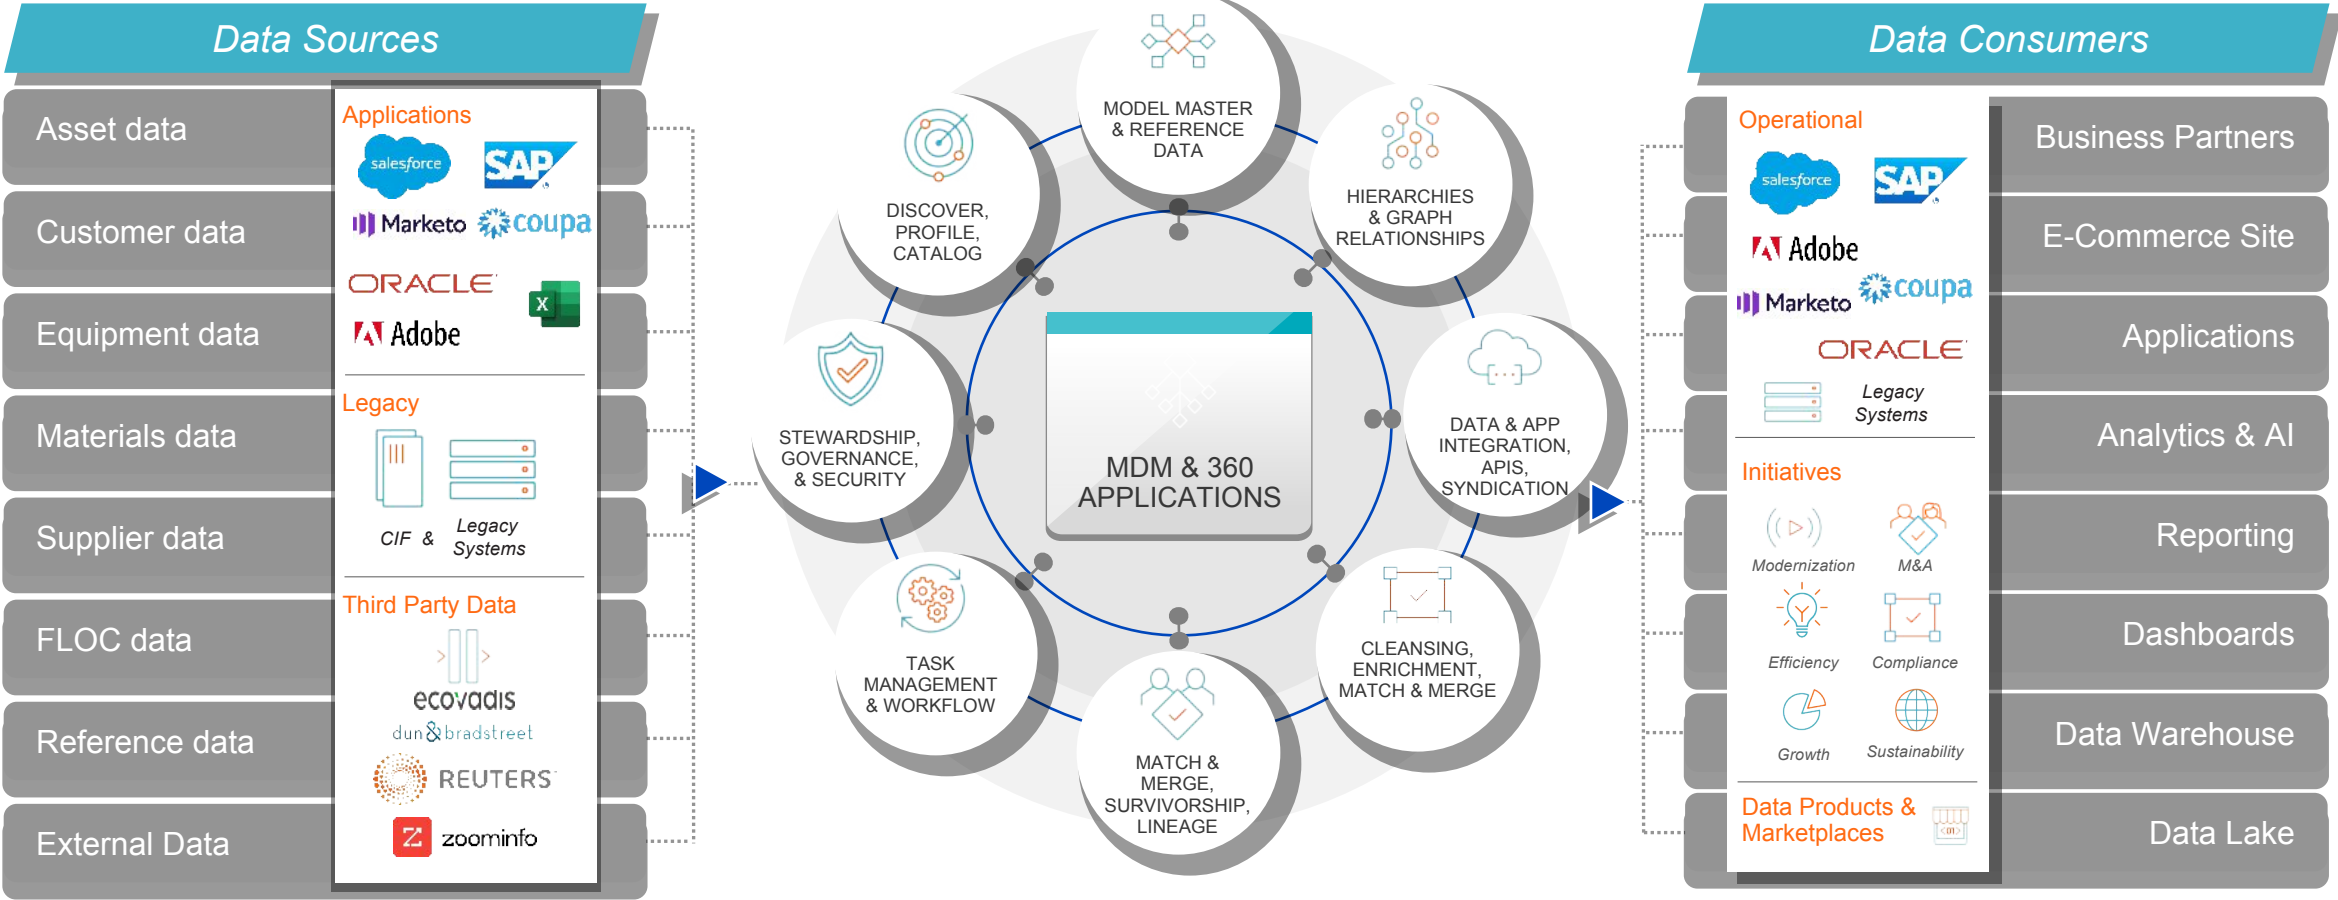 Data Sources
Asset data
Customer data
Equipment data
Materials data
Supplier data
FLOC data
Reference data
External Data
Applications
salesforce
SAP
Marketo
coupa
ORACLE
X
Adobe
Legacy
CIF &
Legacy
Systems
Third Party Data
ecovadis
dun & bradstreet
REUTERS
Z
zoominfo
MODEL MASTER
& REFERENCE
DATA
HIERARCHIES
& GRAPH
RELATIONSHIPS
DATA & APP
INTEGRATION,
APIS,
SYNDICATION
CLEANSING,
ENRICHMENT,
MATCH & MERGE
MATCH &
MERGE,
SURVIVORSHIP,
LINEAGE
TASK
MANAGEMENT
& WORKFLOW
STEWARDSHIP,
GOVERNANCE,
& SECURITY
DISCOVER,
PROFILE,
CATALOG
MDM & 360
APPLICATIONS
Data Consumers
Operational
salesforce
SAP
Adobe
Marketo
coupa
ORACLE
Legacy
Systems
Initiatives
Modernization
M&A
Efficiency
Compliance
Growth
Sustainability
Data Products &
Marketplaces
<01>
Business Partners
E-Commerce Site
Applications
Analytics & AI
Reporting
Dashboards
Data Warehouse
Data Lake